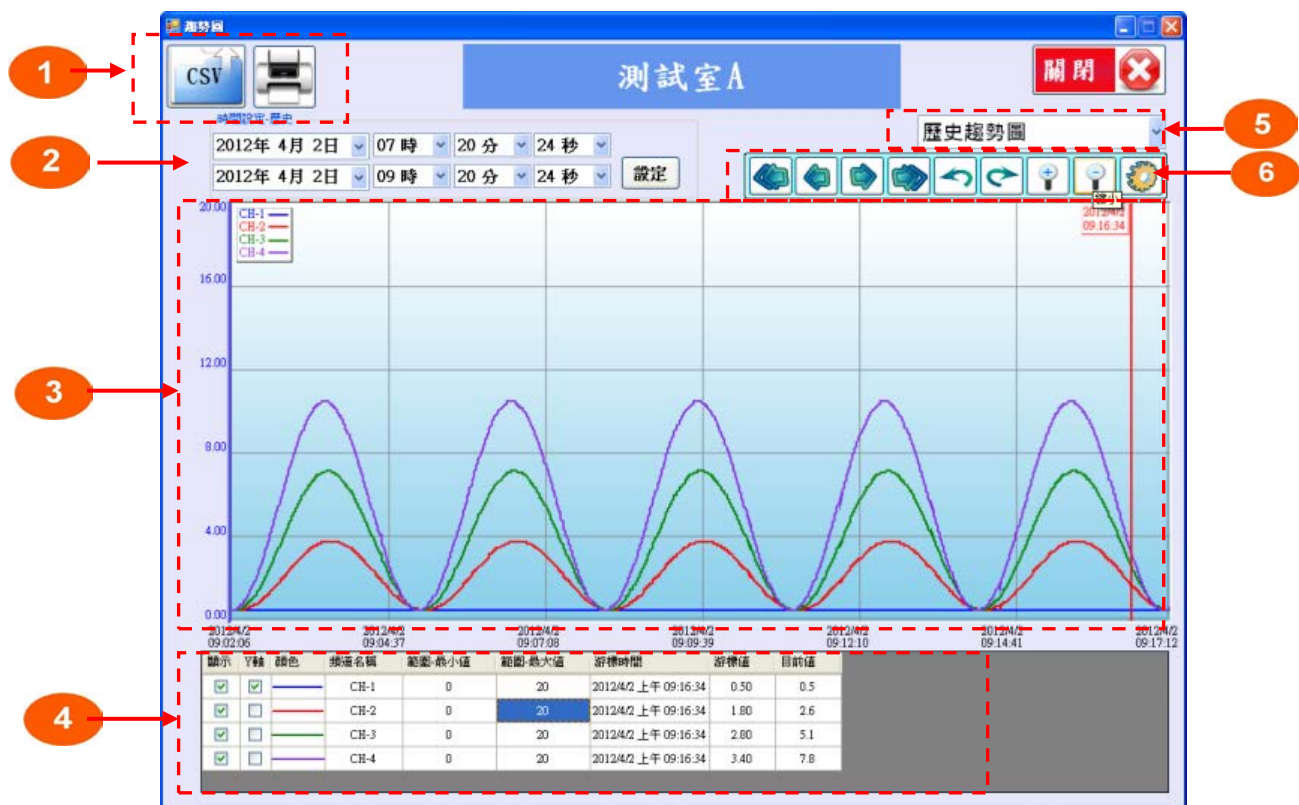 趨勢圖
1
CSV
測試室A
關閉
時間設定-歷史
歷史趨勢圖
5
2
2012年 4月 2日 07 時 20 分 24 秒
2012年 4月 2日 09 時 20 分 24 秒 設定
6
縮小
20.00
CH-1
CH-2
CH-3
CH-4
2012/4/2
09:16:34
16.00
12.00
3
8.00
4.00
0.00
2012/4/2 2012/4/2 2012/4/2 2012/4/2 2012/4/2 2012/4/2 2012/4/2
09:02:06 09:04:37 09:07:08 09:09:39 09:12:10 09:14:41 09:17:12
顯示 Y軸 顏色 頻道名稱 範圍-最小值 範圍-最大值 游標時間 游標值 目前值
CH-1 0 20 2012/4/2 上午 09:16:34 0.50 0.5
4
CH-2 0 20 2012/4/2 上午 09:16:34 1.80 2.6
CH-3 0 20 2012/4/2 上午 09:16:34 2.80 5.1
CH-4 0 20 2012/4/2 上午 09:16:34 3.40 7.8